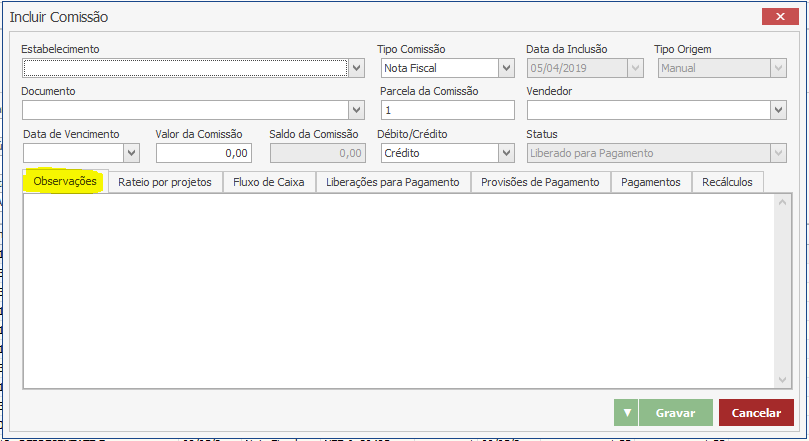 Incluir Comissão
Estabelecimento Tipo Comissão Data da Inclusão Tipo Origem
Nota Fiscal 05/04/2019 Manual
Documento Parcela da Comissão Vendedor
1
Data de Vencimento Valor da Comissão Saldo da Comissão Débito/Crédito Status
0,00 0,00 Crédito Liberado para Pagamento
Observações Rateio por projetos Fluxo de Caixa Liberações para Pagamento Provisões de Pagamento Pagamentos Recálculos
Gravar Cancelar